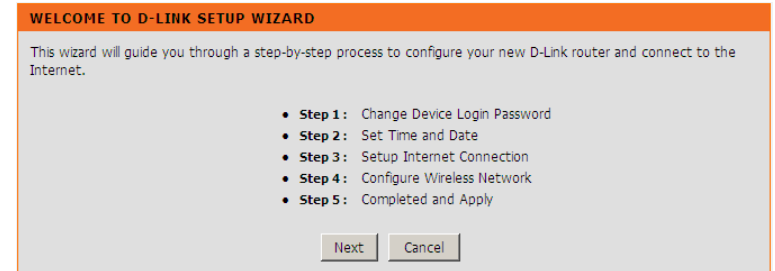 WELCOME TO D-LINK SETUP WIZARD
This wizard will guide you through a step-by-step process to configure your new D-Link router and connect to the
Internet.
• Step 1: Change Device Login Password
• Step 2: Set Time and Date
• Step 3: Setup Internet Connection
• Step 4: Configure Wireless Network
• Step 5: Completed and Apply
Next Cancel